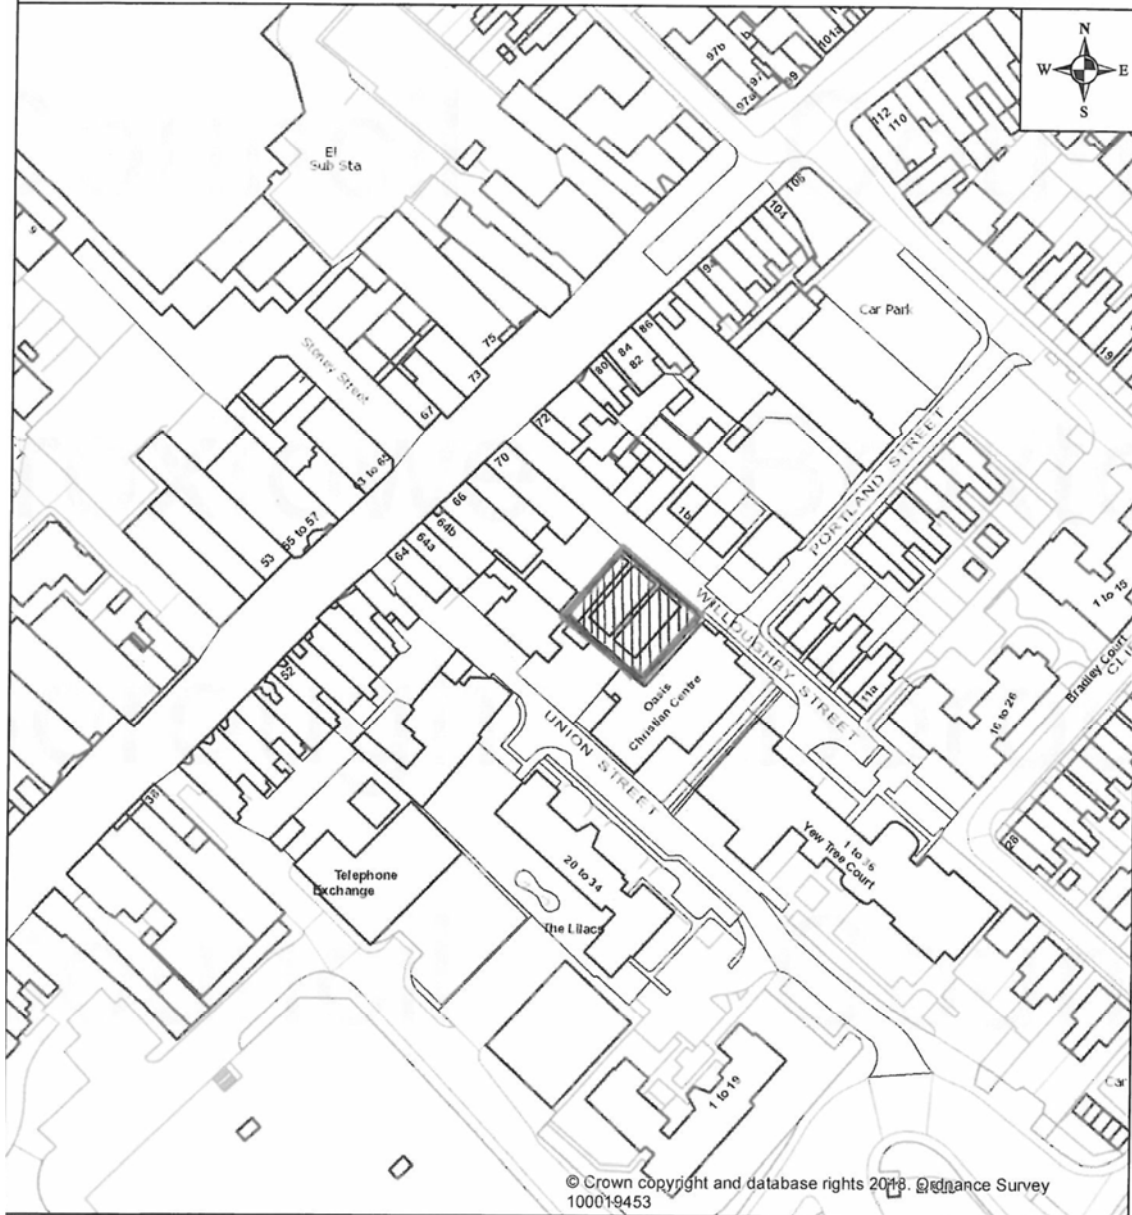 N
W E
S
97b
b
97
97a
99
101a
112
110
El
Sub Sta
106
104
94
9
Car Park
Stoney Street
1
75
73
67
86
84
82
80
72
70
66
64b
64a
64
63 to 65
55 to 57
53
52
38
19
1b
PORTLAND STREET
WILLOUGHBY STREET
UNION STREET
Oasis
Christian Centre
11a
1 to 15
Bradley Court
16 to 26
28
1 to 36
Yew Tree Court
Telephone
Exchange
20 to 34
The Lilacs
1 to 19
Car
© Crown copyright and database rights 2018. Ordnance Survey
100019453